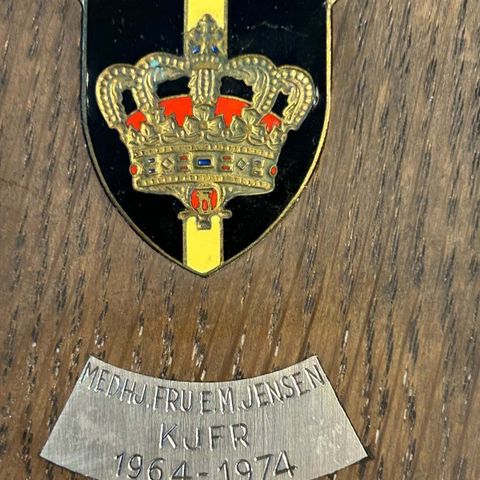 MEDHJ. FRU E.M. JENSEN
KJFR
1964-1974